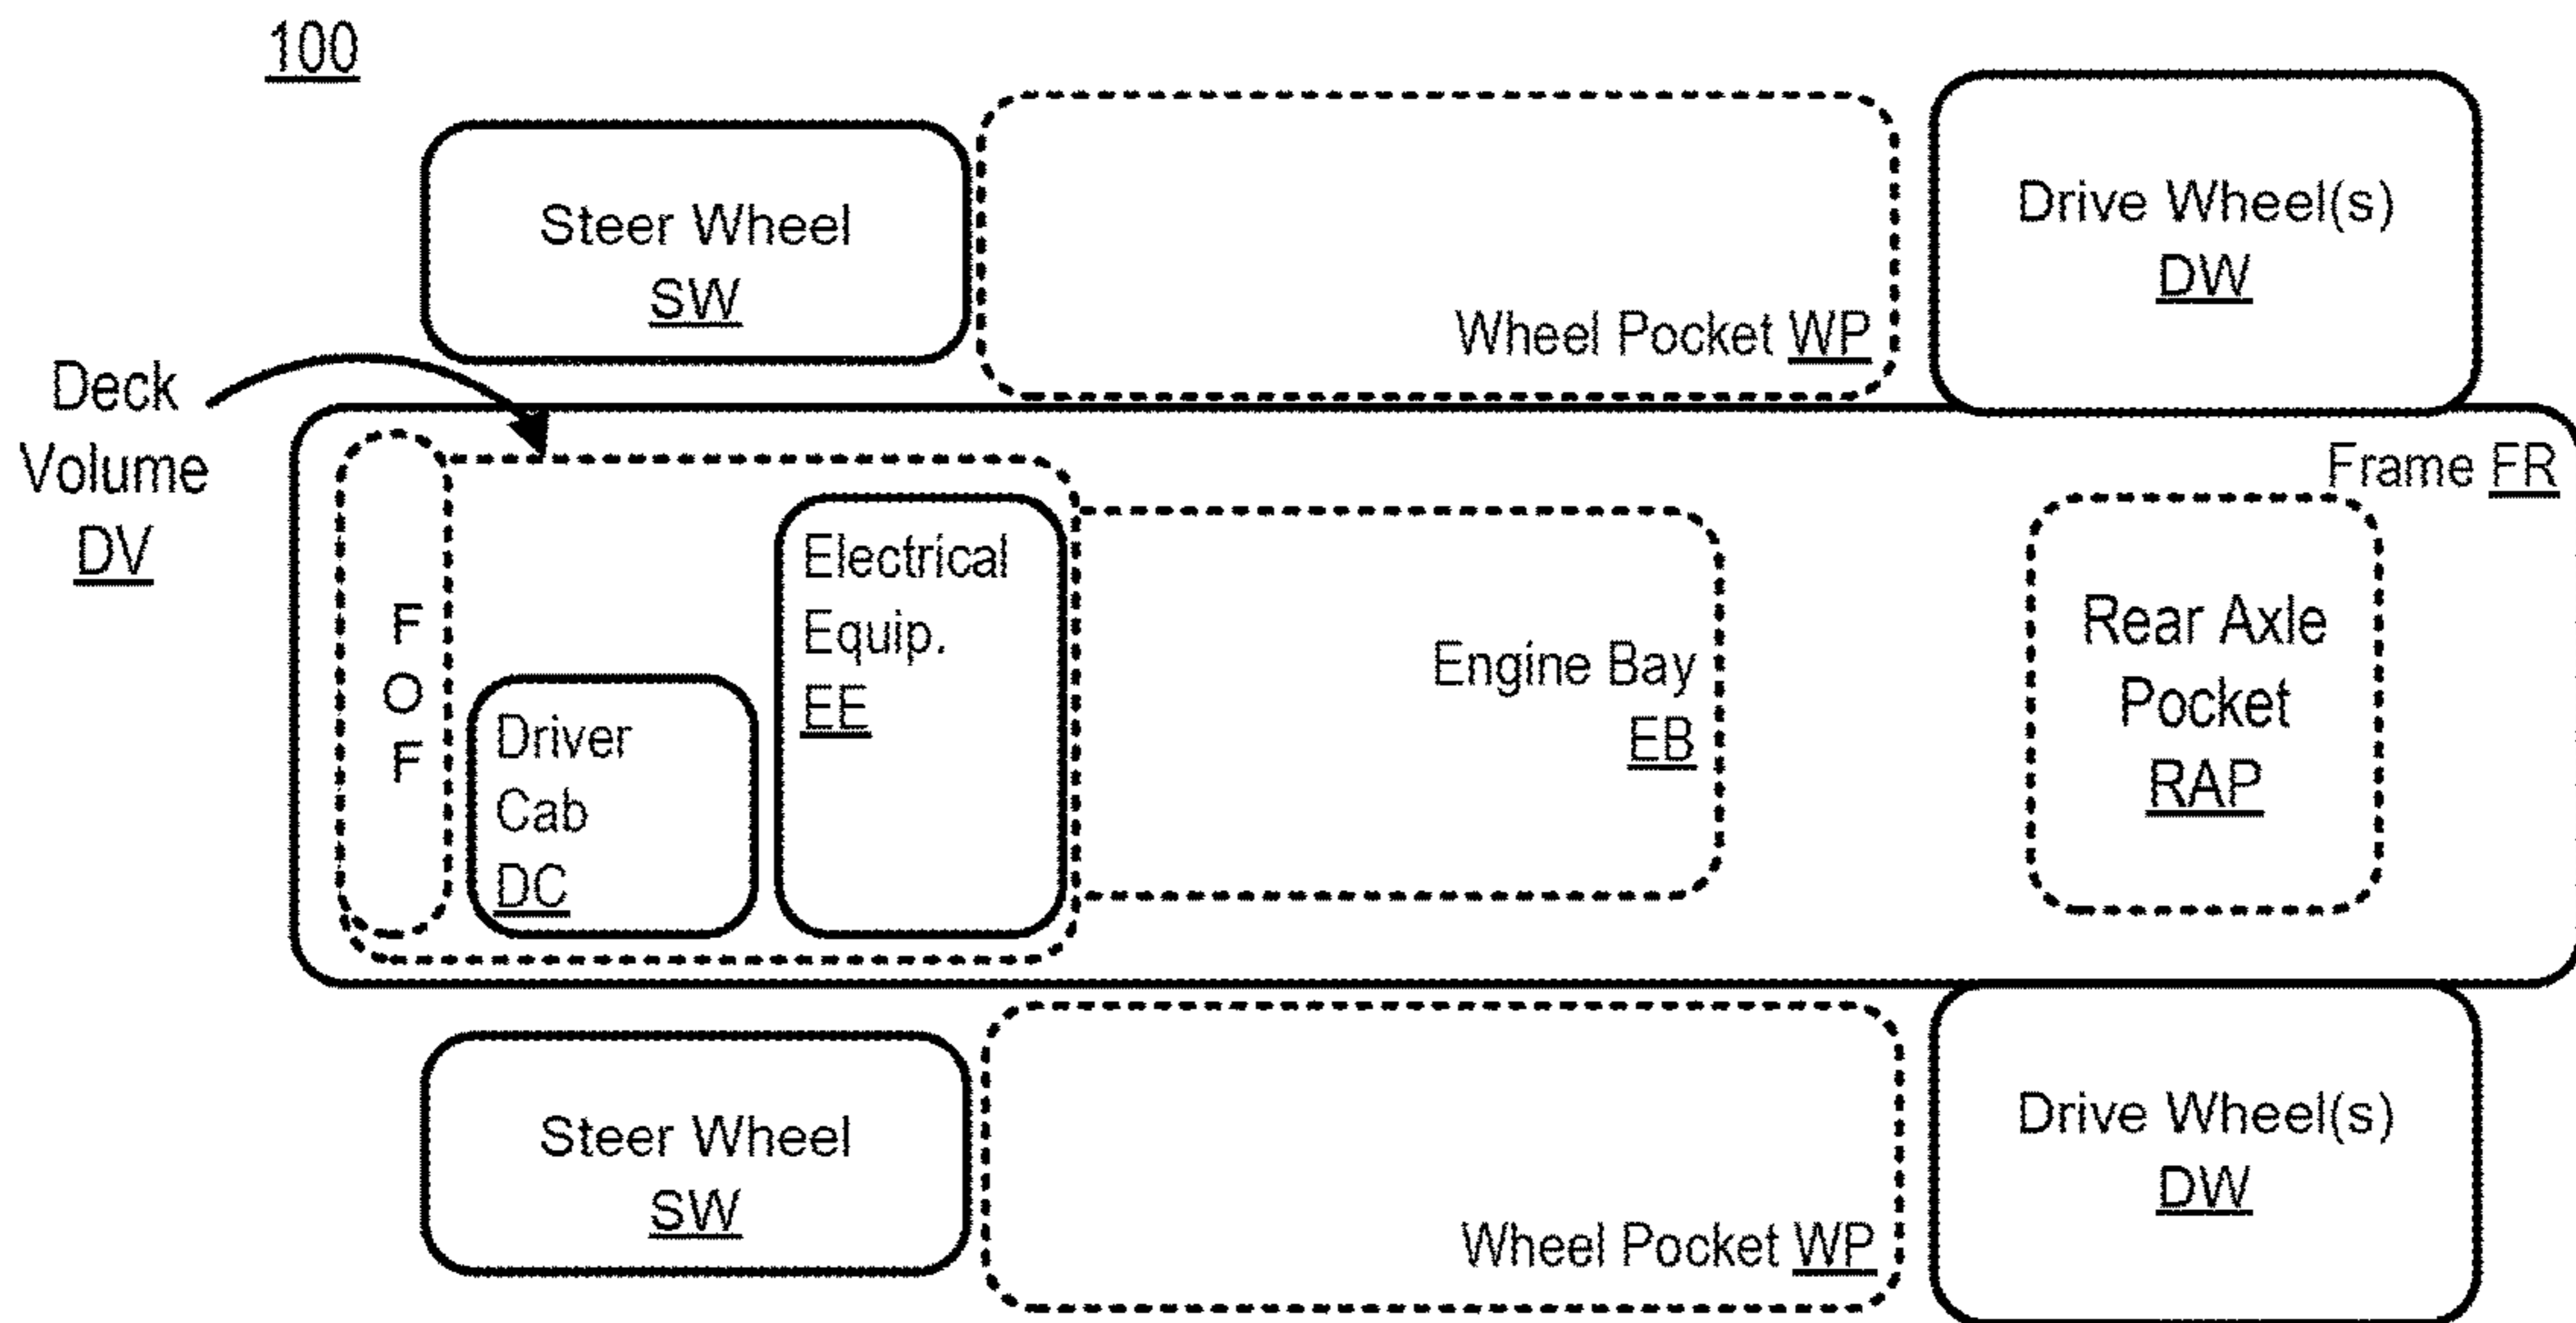 100
Steer Wheel
SW
Wheel Pocket WP
Drive Wheel(s)
DW
Deck
Volume
DV
Frame FR
F
O
F
Driver
Cab
DC
Electrical
Equip.
EE
Engine Bay
EB
Rear Axle
Pocket
RAP
Steer Wheel
SW
Wheel Pocket WP
Drive Wheel(s)
DW